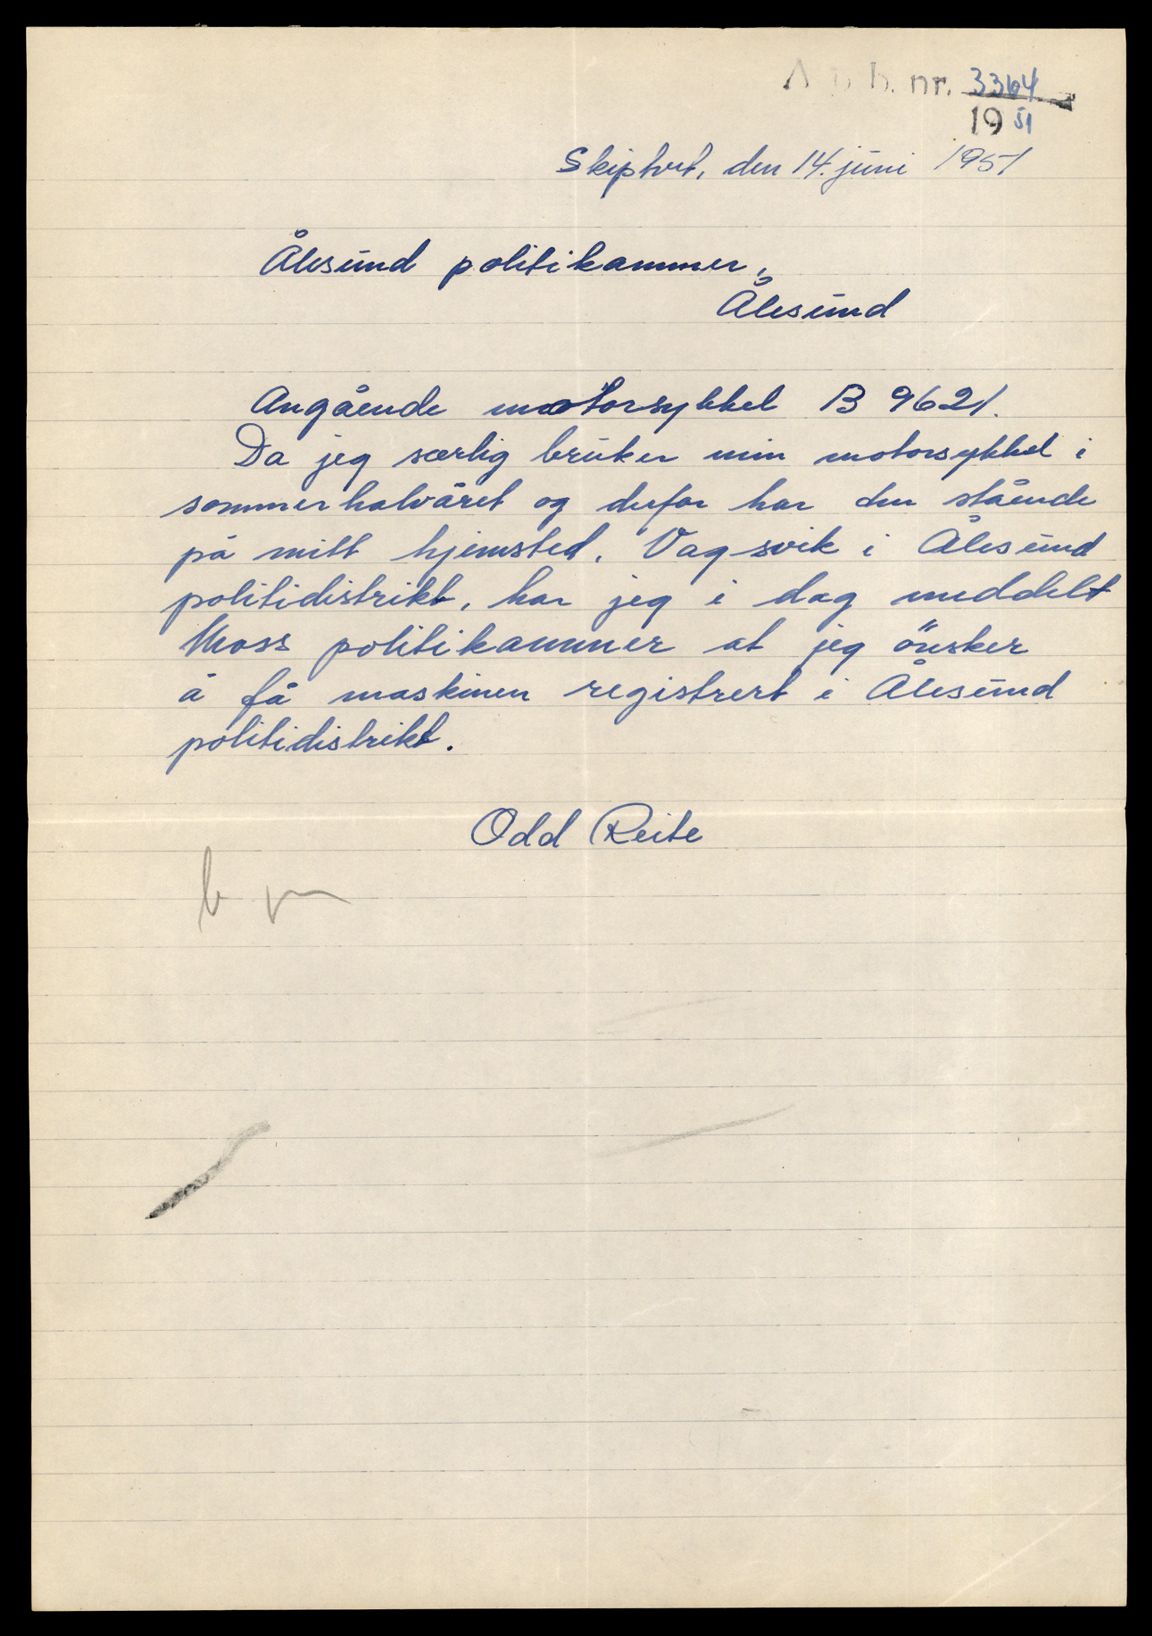 nr. 3364
19 51
Skiptvet, den 14. juni 1951
Ålesund politikammer,
Ålesund
Angående motorsykkel B 9621.
Da jeg særlig bruker min motorsykkel i
sommerhalvåret og derfor har den stående
på mitt hjemsted, Vagsvik i Ålesund
politidistrikt, har jeg i dag meddelt
Moss politikammer at jeg ønsker
å få maskinen registrert i Ålesund
politidistrikt.
Odd Reite